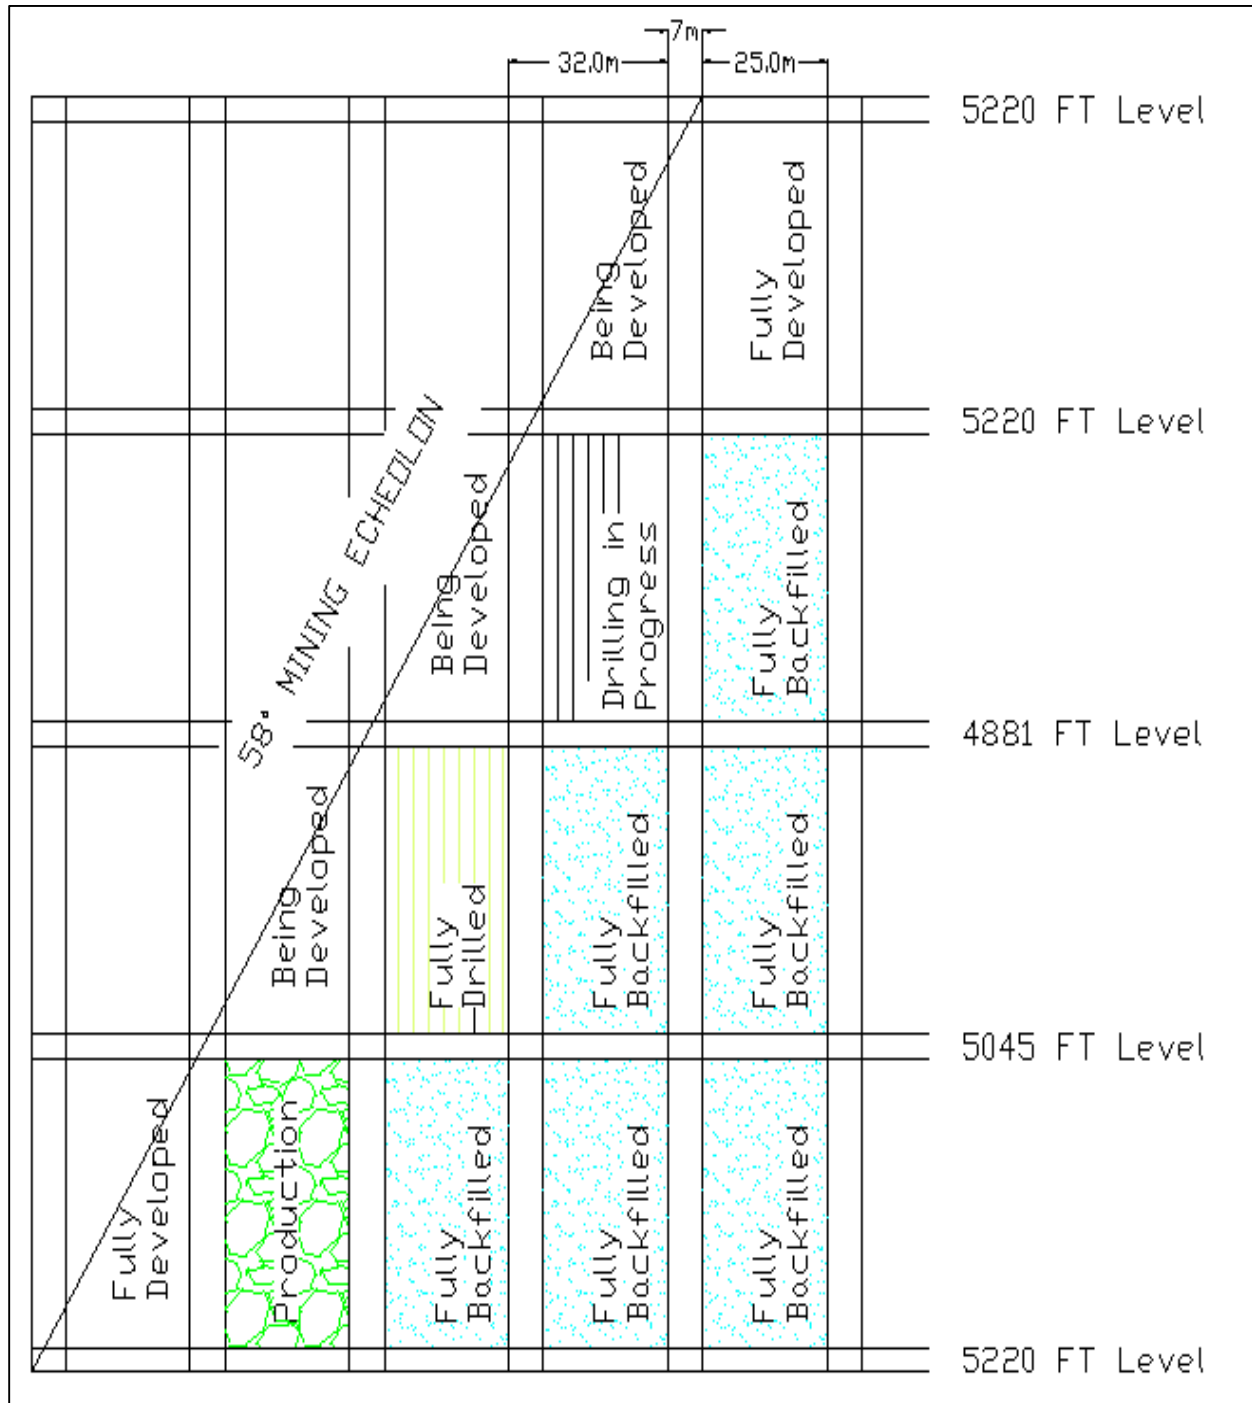 7m
32.0m
25.0m
5220 FT Level
Being
Developed
Fully
Developed
5220 FT Level
58° MINING ECHEDLON
Being
Developed
Drilling in
Progress
Fully
Backfilled
4881 FT Level
Being
Developed
Fully
Drilled
Fully
Backfilled
Fully
Backfilled
5045 FT Level
Fully
Developed
Production
Fully
Backfilled
Fully
Backfilled
Fully
Backfilled
5220 FT Level